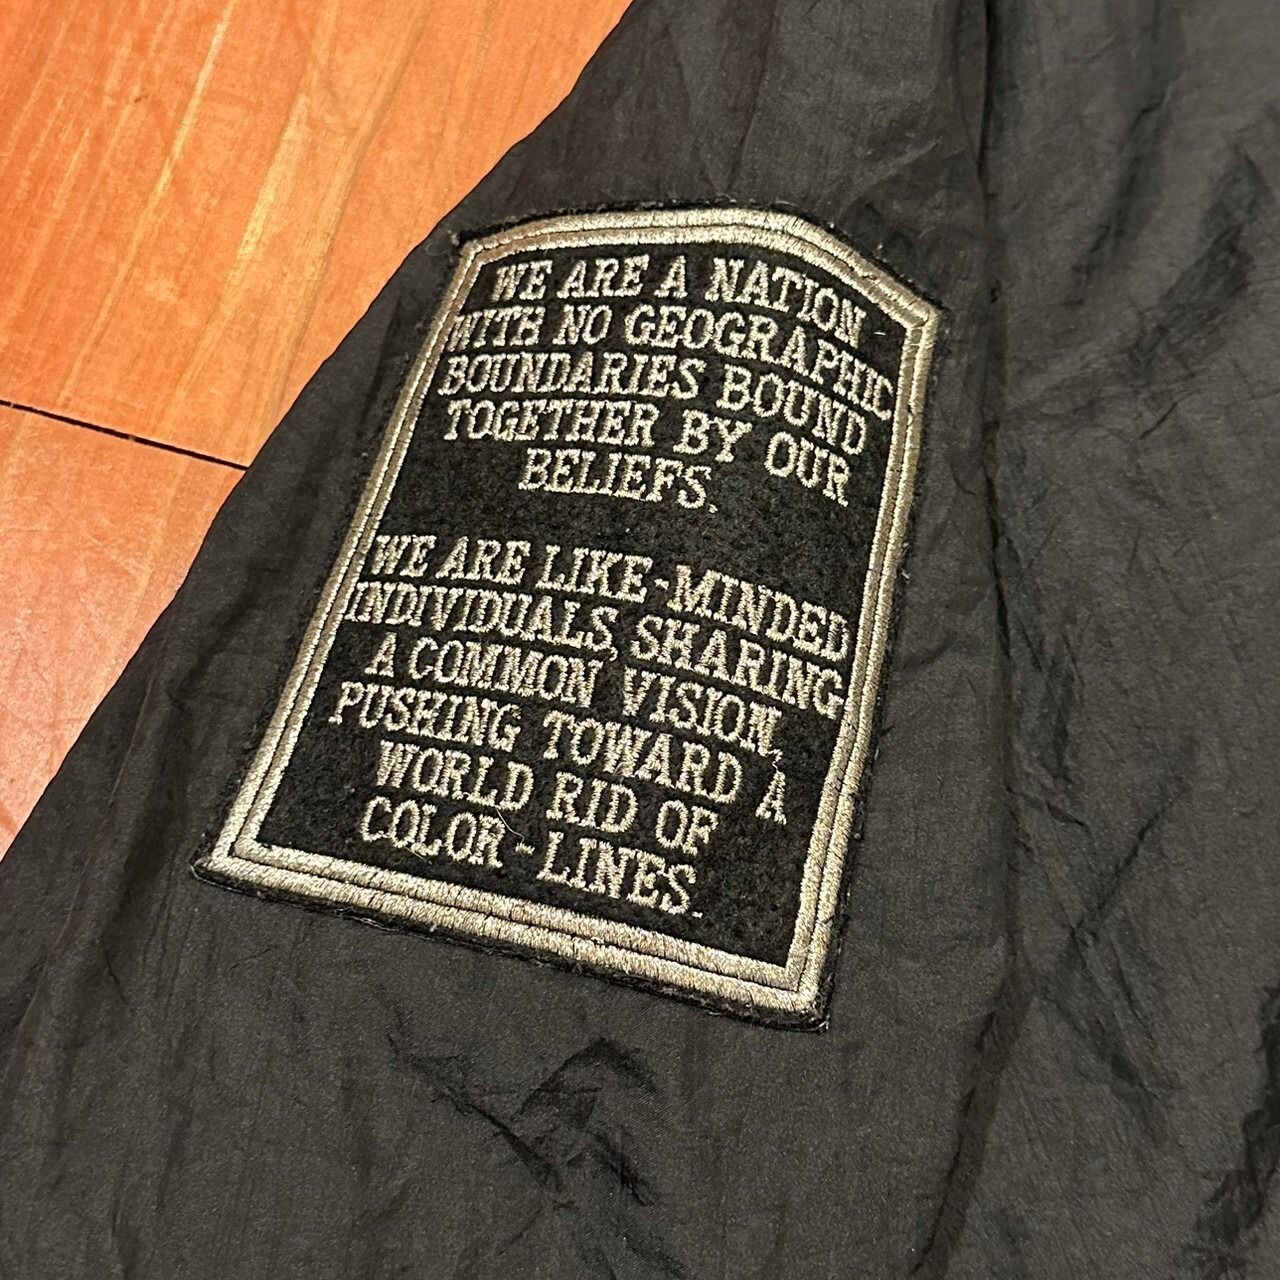 WE ARE A NATION
WITH NO GEOGRAPHIC
BOUNDARIES BOUND
TOGETHER BY OUR
BELIEFS.
WE ARE LIKE-MINDED
INDIVIDUALS, SHARING
A COMMON VISION,
PUSHING TOWARD A
WORLD RID OF
COLOR-LINES.